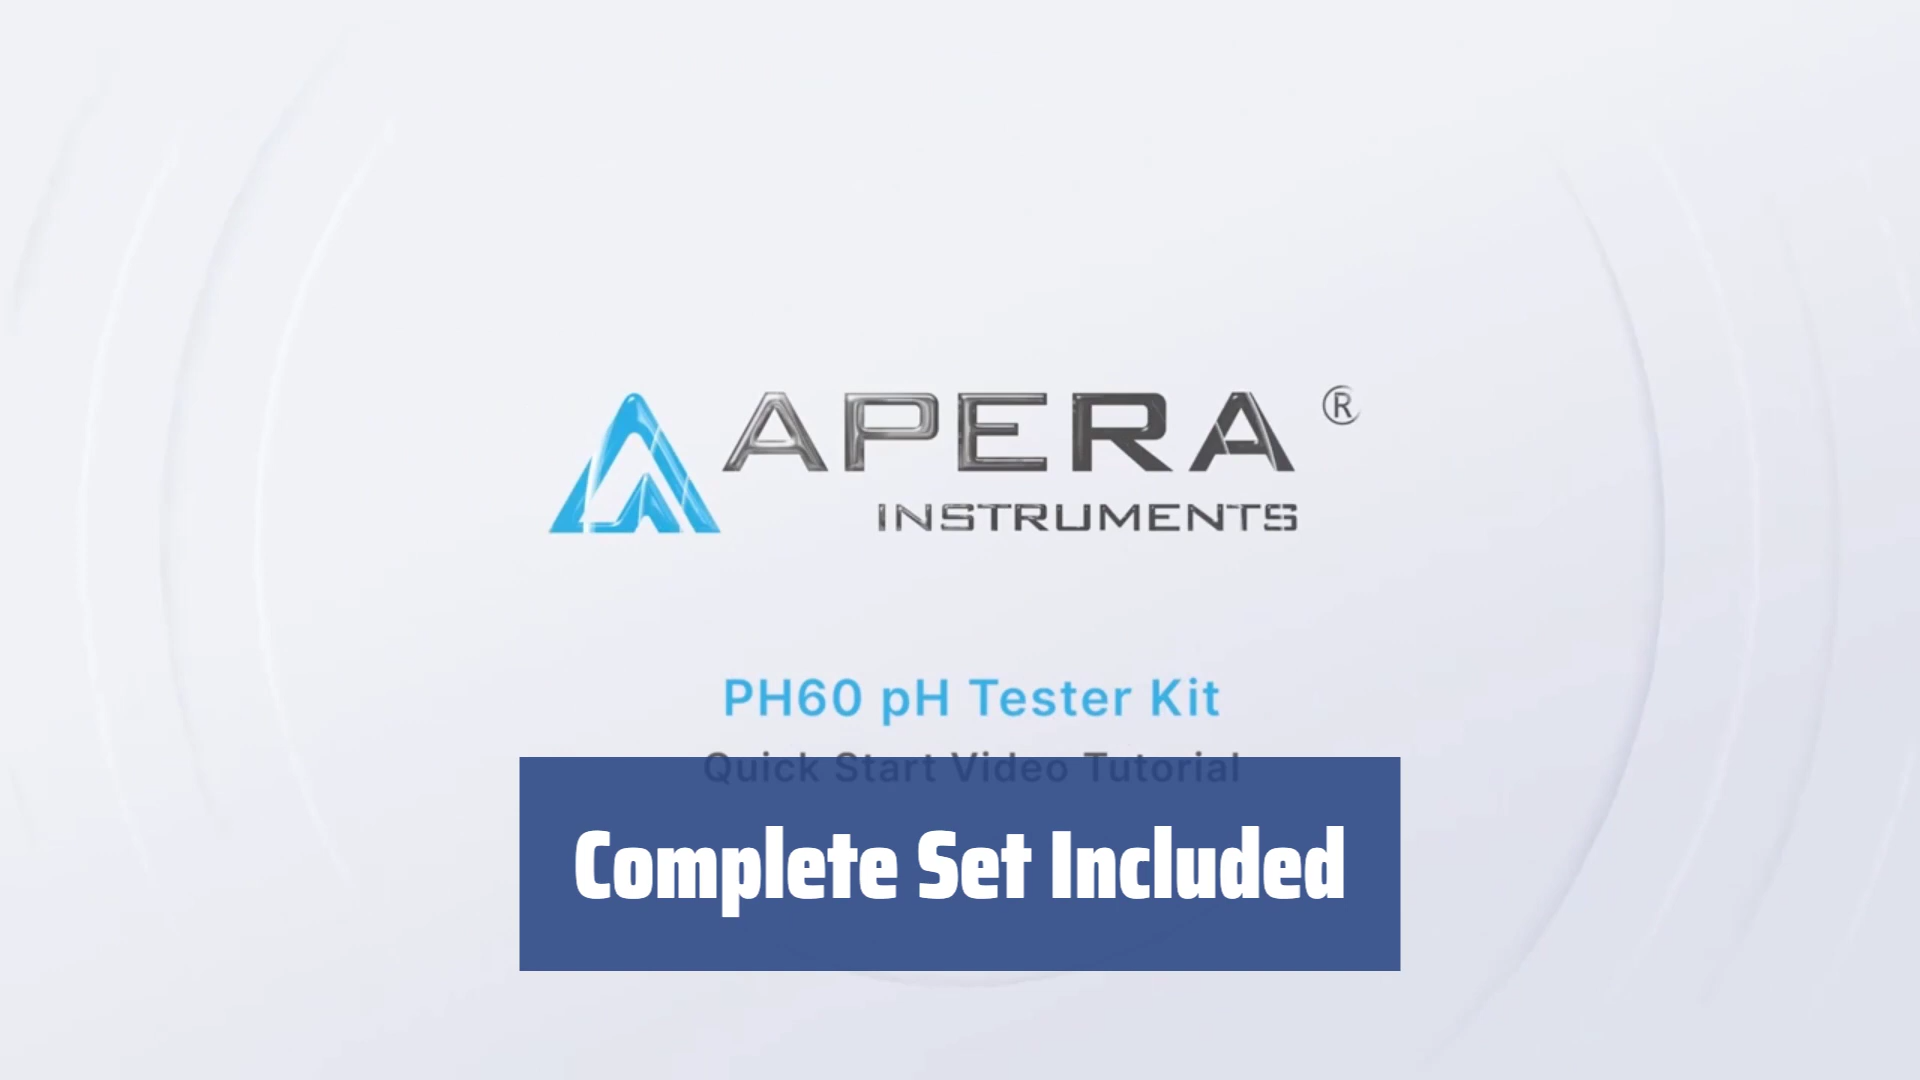 APERA ®
INSTRUMENTS
PH60 pH Tester Kit
Quick Start Video Tutorial
Complete Set Included